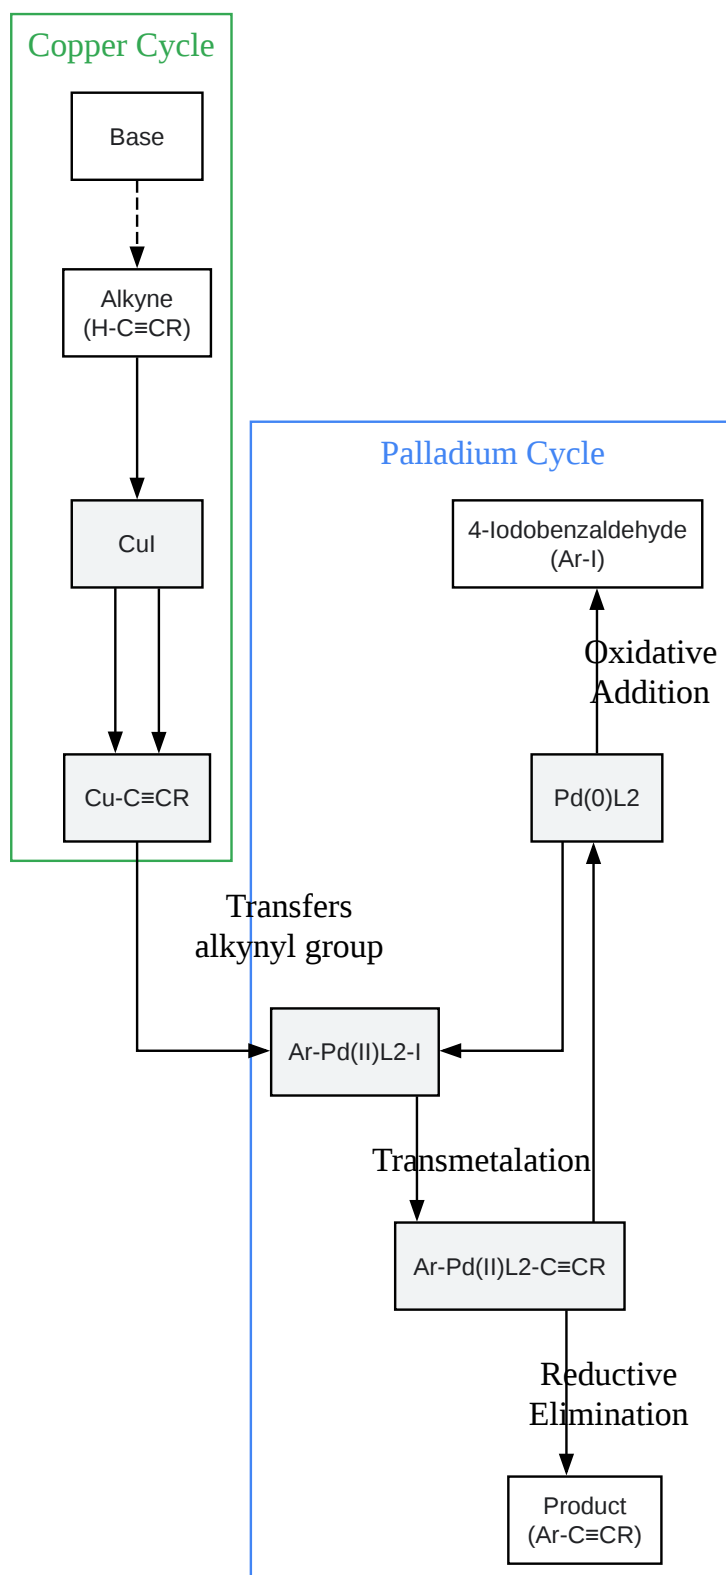 Copper Cycle
Base
Alkyne
(H-C≡CR)
CuI
Cu-C≡CR
Palladium Cycle
4-Iodobenzaldehyde
(Ar-I)
Oxidative
Addition
Pd(0)L2
Transfers
alkynyl group
Ar-Pd(II)L2-I
Transmetalation
Ar-Pd(II)L2-C≡CR
Reductive
Elimination
Product
(Ar-C≡CR)